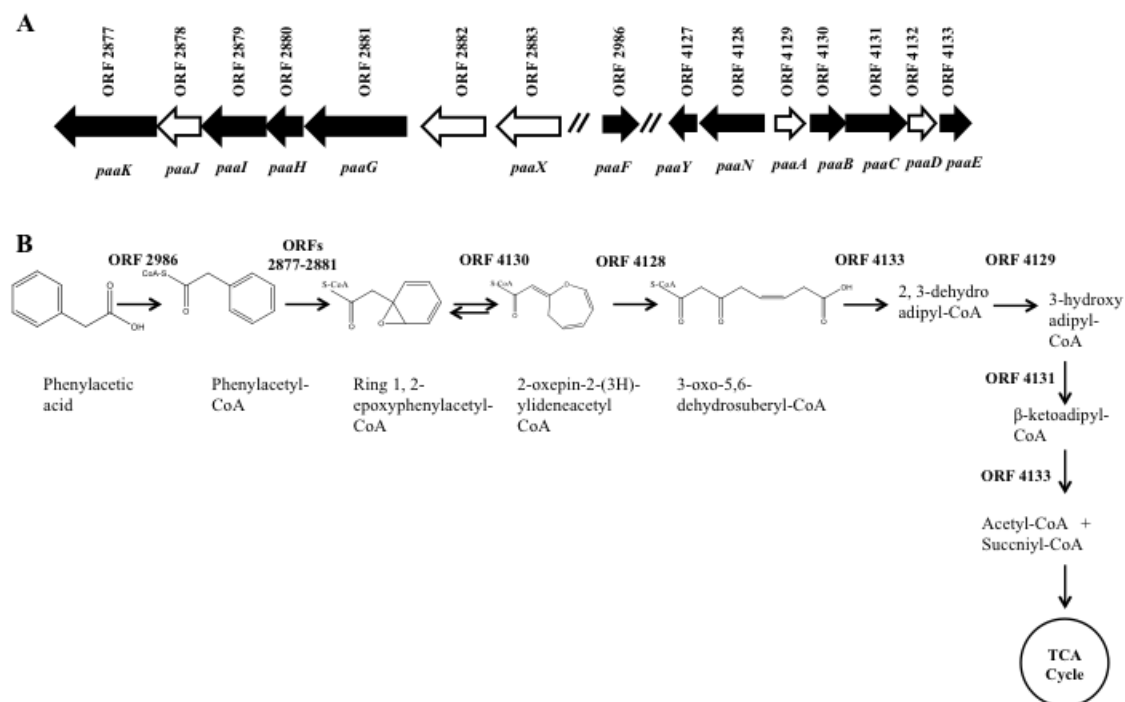 A
ORF 2877
ORF 2878
ORF 2879
ORF 2880
ORF 2881
ORF 2882
ORF 2883
ORF 2986
ORF 4127
ORF 4128
ORF 4129
ORF 4130
ORF 4131
ORF 4132
ORF 4133
paaK
paaJ
paaI
paaH
paaG
paaX
paaF
paaY
paaN
paaA
paaB
paaC
paaD
paaE
B
ORF 2986
ORFs
2877-2881
ORF 4130
ORF 4128
ORF 4133
ORF 4129
O
OH
CoA-S
O
S-CoA
O
O
S-CoA
O
O
S-CoA
O
O
O
OH
2, 3-dehydro
adipyl-CoA
3-hydroxy
adipyl-
CoA
Phenylacetic
acid
Phenylacetyl-
CoA
Ring 1, 2-
epoxyphenylacetyl-
CoA
2-oxepin-2-(3H)-
ylideneacetyl
CoA
3-oxo-5,6-
dehydrosuberyl-CoA
ORF 4131
β-ketoadipyl-
CoA
ORF 4133
Acetyl-CoA +
Succniyl-CoA
TCA
Cycle